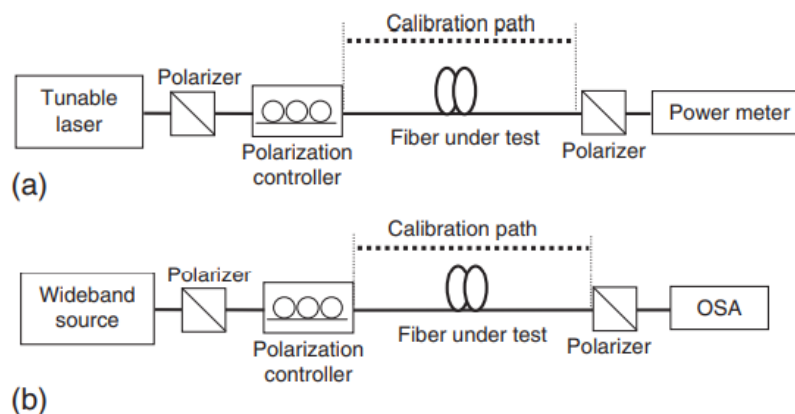 Calibration path
Polarizer
Tunable
laser
Power meter
Polarization
controller
Fiber under test
Polarizer
(a)
Calibration path
Polarizer
Wideband
source
OSA
Polarization
controller
Fiber under test
Polarizer
(b)